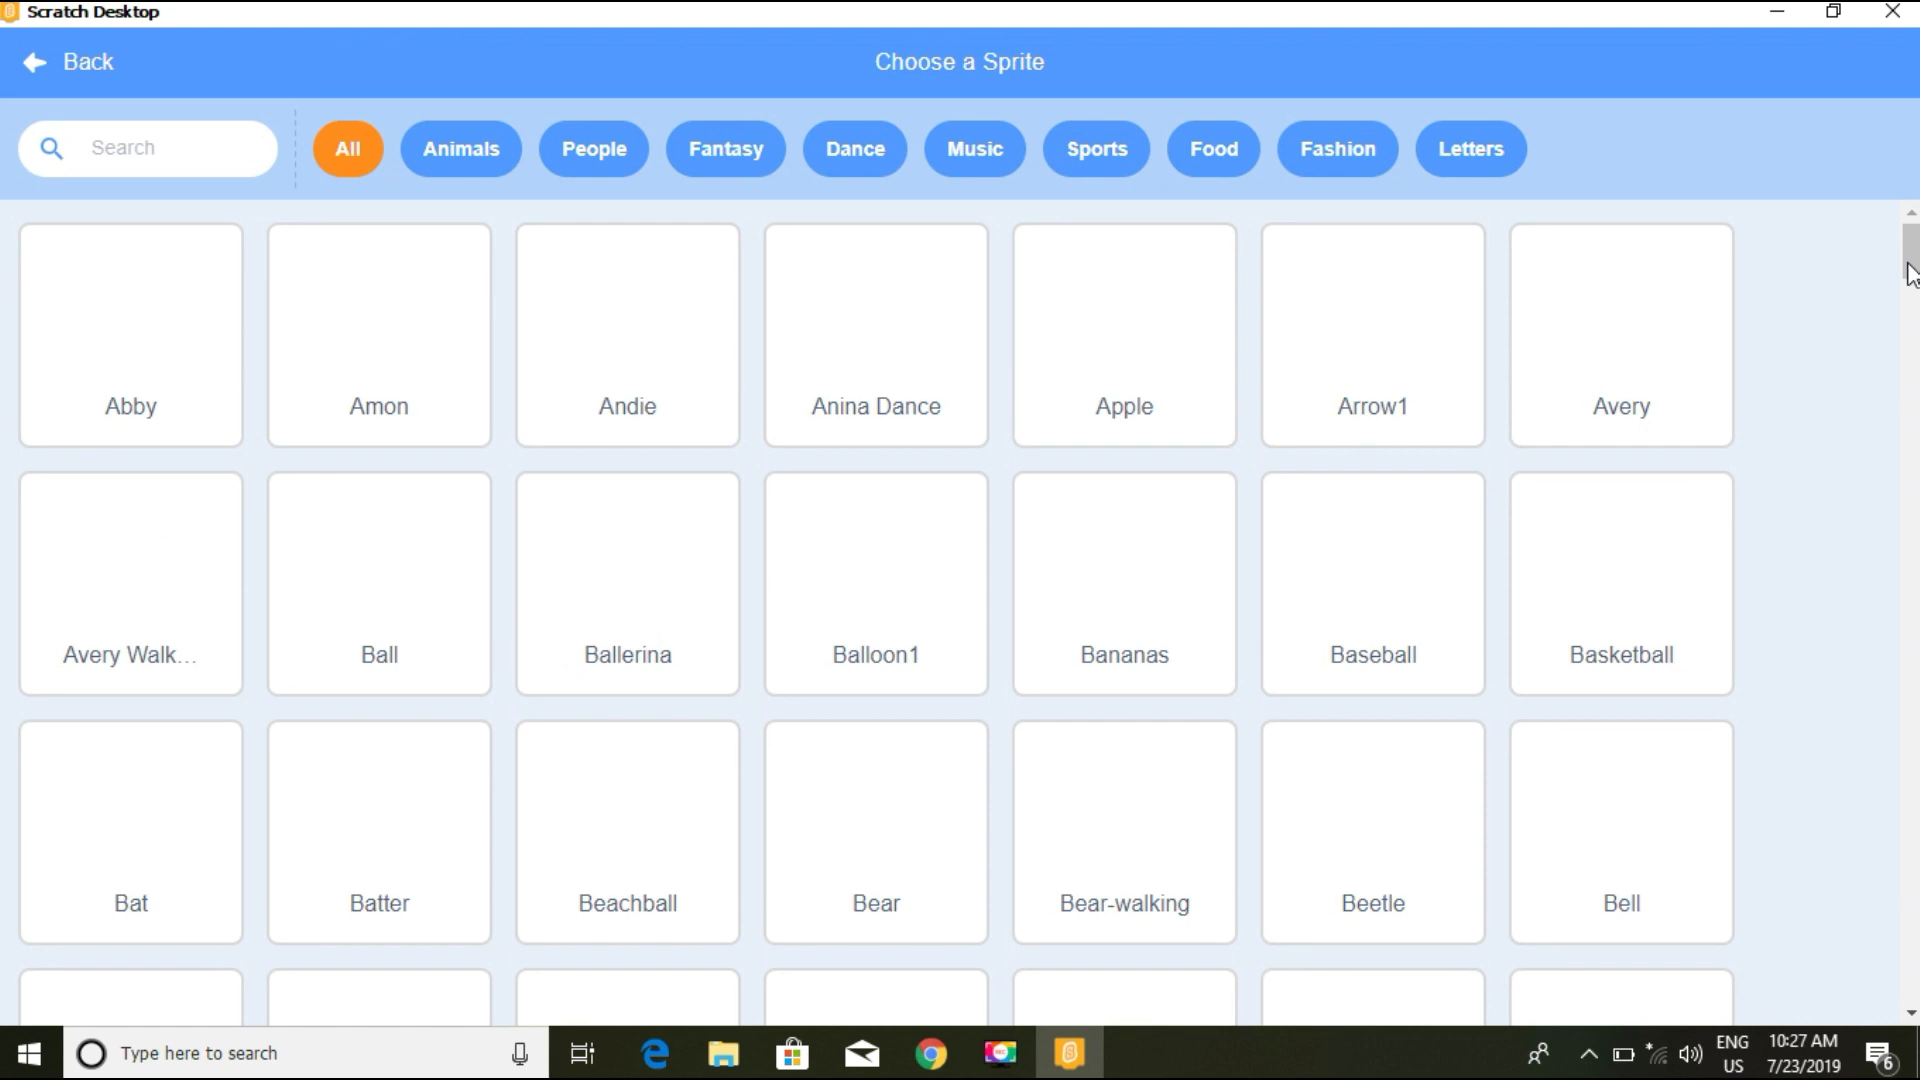 Scratch Desktop
Back
Choose a Sprite
Search
All
Animals
People
Fantasy
Dance
Music
Sports
Food
Fashion
Letters
Abby
Amon
Andie
Anina Dance
Apple
Arrow1
Avery
Avery Walk...
Ball
Ballerina
Balloon1
Bananas
Baseball
Basketball
Bat
Batter
Beachball
Bear
Bear-walking
Beetle
Bell
Type here to search
ENG
US
10:27 AM
7/23/2019
6